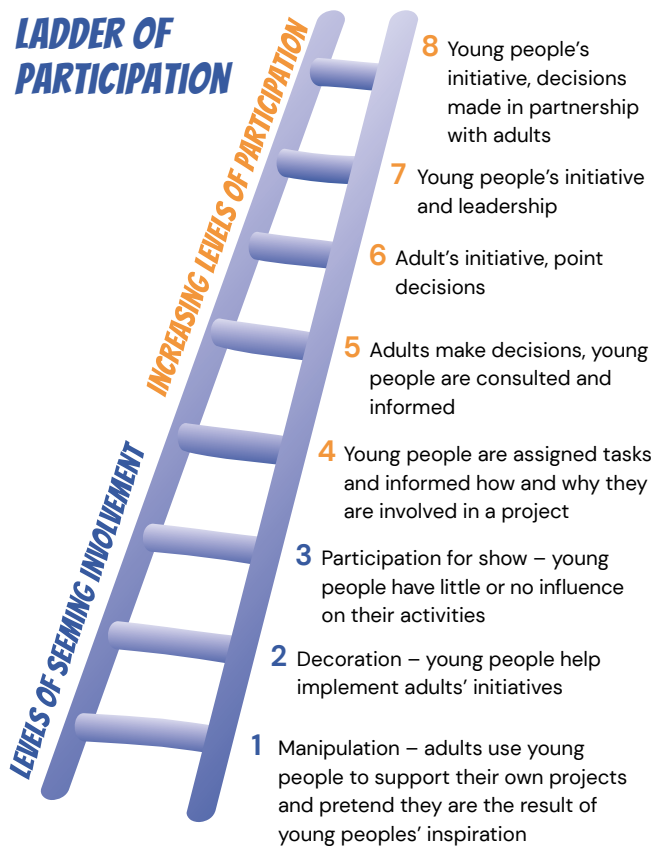 LADDER OF
PARTICIPATION
INCREASING LEVELS OF PARTICIPATION
8 Young people's
initiative, decisions
made in partnership
with adults
7 Young people's initiative
and leadership
6 Adult's initiative, point
decisions
5 Adults make decisions, young
people are consulted and
informed
4 Young people are assigned tasks
and informed how and why they
are involved in a project
LEVELS OF SEEMING INVOLVEMENT
3 Participation for show – young
people have little or no influence
on their activities
2 Decoration – young people help
implement adults' initiatives
1 Manipulation – adults use young
people to support their own projects
and pretend they are the result of
young peoples' inspiration